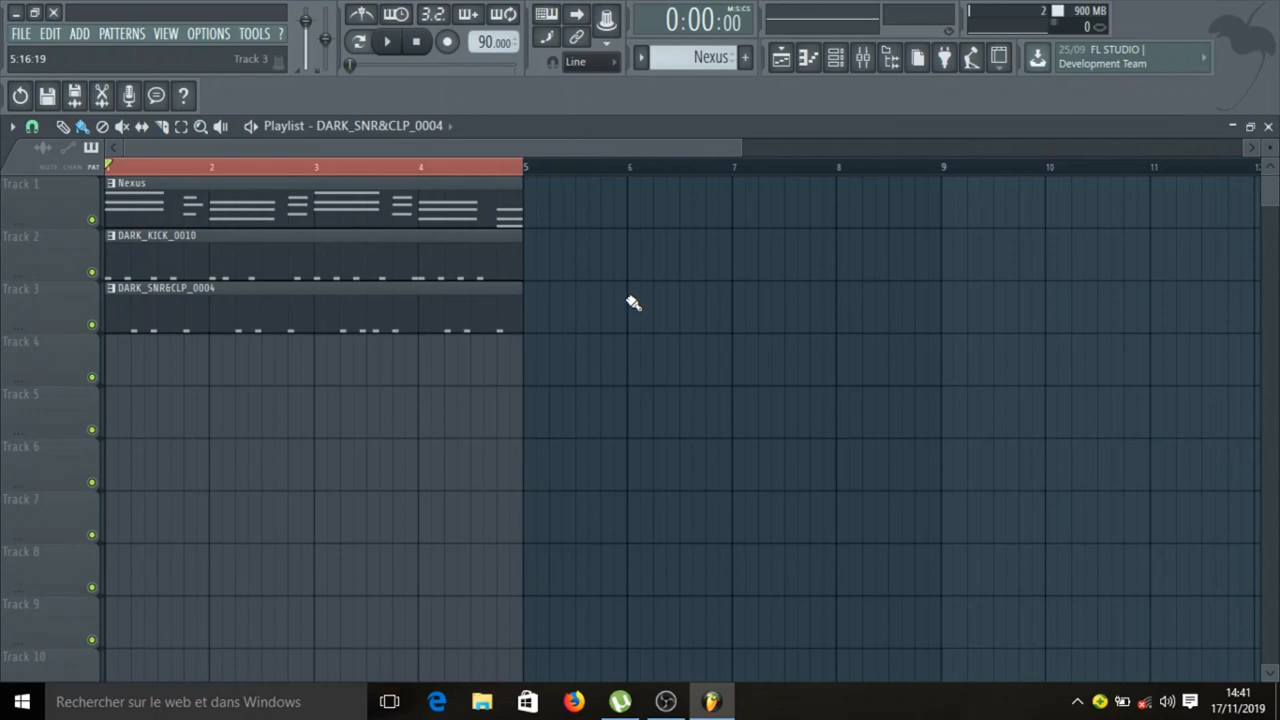 FILE EDIT ADD PATTERNS VIEW OPTIONS TOOLS ?
5:16:19 Track 3
3.2.
90.000
Line
0:00:00
M:S:CS
Nexus
2 900 MB
0
25/09 FL STUDIO |
Development Team
Playlist - DARK_SNR&CLP_0004
NOTE CHAN PAT
2 3 4 5 6 7 8 9 10 11 12
Track 1
Nexus
Track 2
DARK_KICK_0010
Track 3
DARK_SNR&CLP_0004
Track 4
Track 5
Track 6
Track 7
Track 8
Track 9
Track 10
Rechercher sur le web et dans Windows
14:41
17/11/2019